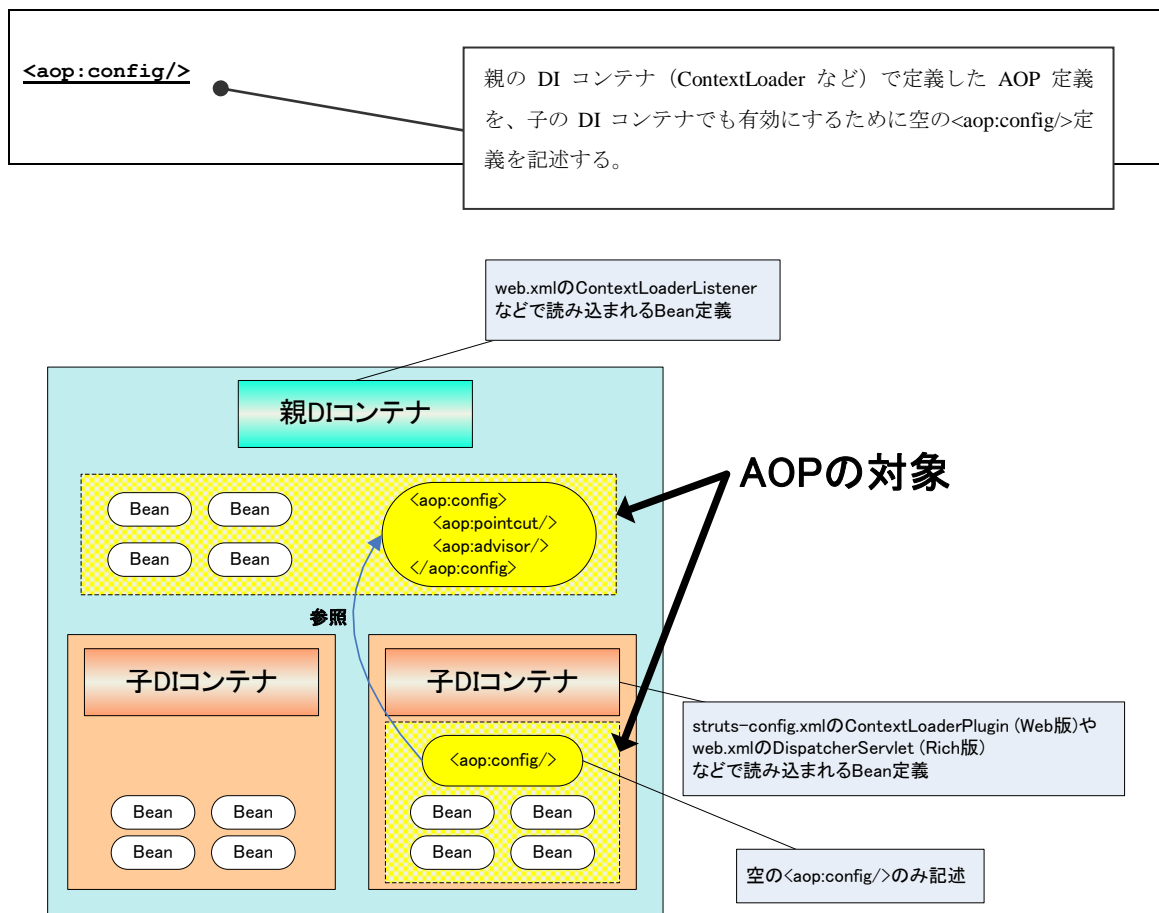 <aop:config/>
親の DI コンテナ（ContextLoader など）で定義した AOP 定義
を、子の DI コンテナでも有効にするために空の<aop:config/>定
義を記述する。
web.xmlのContextLoaderListener
などで読み込まれるBean定義
親DIコンテナ
AOPの対象
Bean
Bean
Bean
Bean
<aop:config>
<aop:pointcut/>
<aop:advisor/>
</aop:config>
参照
子DIコンテナ
Bean
Bean
Bean
Bean
子DIコンテナ
<aop:config/>
Bean
Bean
Bean
Bean
struts-config.xmlのContextLoaderPlugin（Web版）や
web.xmlのDispatcherServlet（Rich版）
などで読み込まれるBean定義
空の<aop:config/>のみ記述